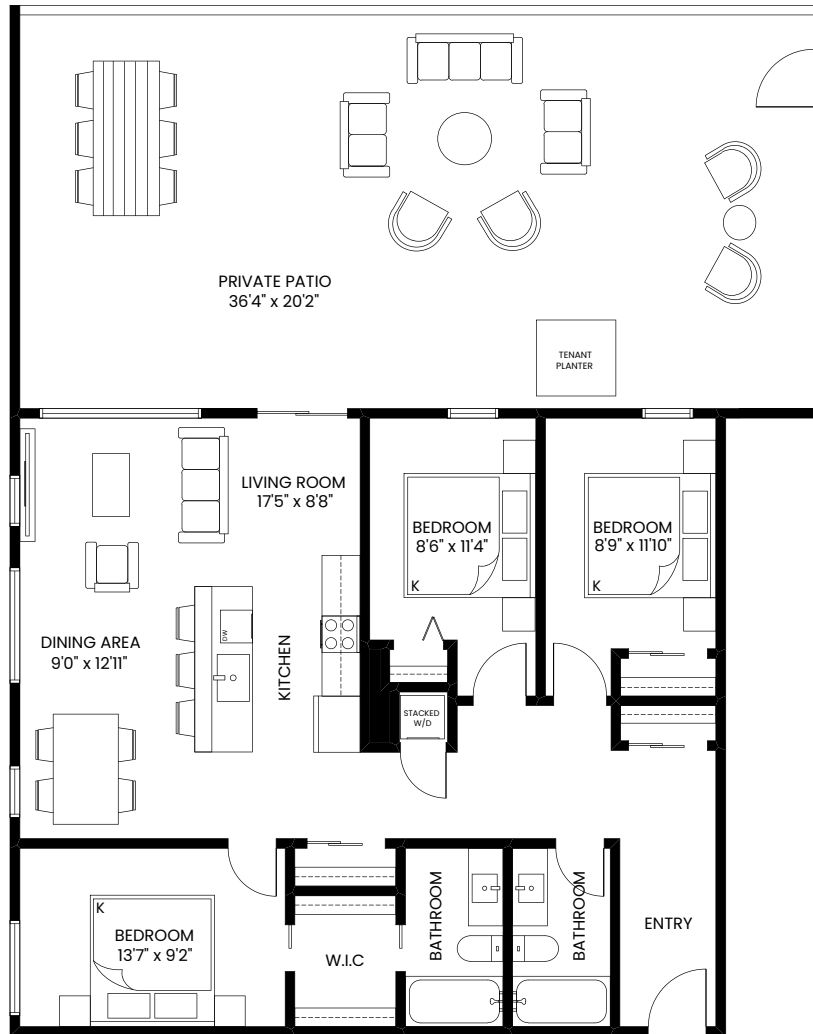 PRIVATE PATIO
36'4" x 20'2"
TENANT
PLANTER
LIVING ROOM
17'5" x 8'8"
BEDROOM
8'6" x 11'4"
K
BEDROOM
8'9" x 11'10"
K
DW
DINING AREA
9'0" x 12'11"
KITCHEN
STACKED
W/D
K
BEDROOM
13'7" x 9'2"
W.I.C
BATHROOM
BATHROOM
ENTRY